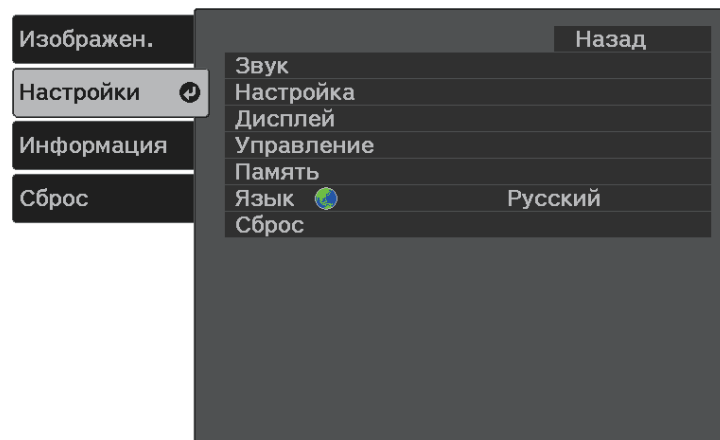 Изображен.
Настройки
Информация
Сброс
Назад
Звук
Настройка
Дисплей
Управление
Память
Язык Русский
Сброс